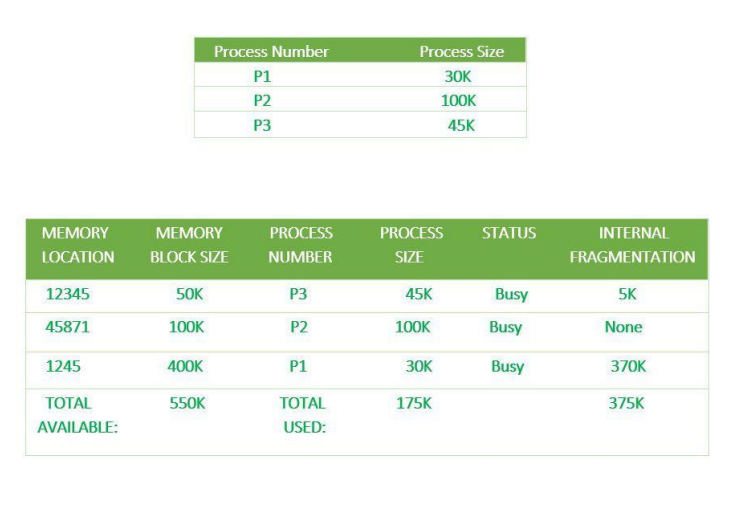 Process Number Process Size
P1 30K
P2 100K
P3 45K
MEMORY MEMORY PROCESS PROCESS STATUS INTERNAL
LOCATION BLOCK SIZE NUMBER SIZE FRAGMENTATION
12345 50K P3 45K Busy 5K
45871 100K P2 100K Busy None
1245 400K P1 30K Busy 370K
TOTAL 550K TOTAL 175K 375K
AVAILABLE: USED: